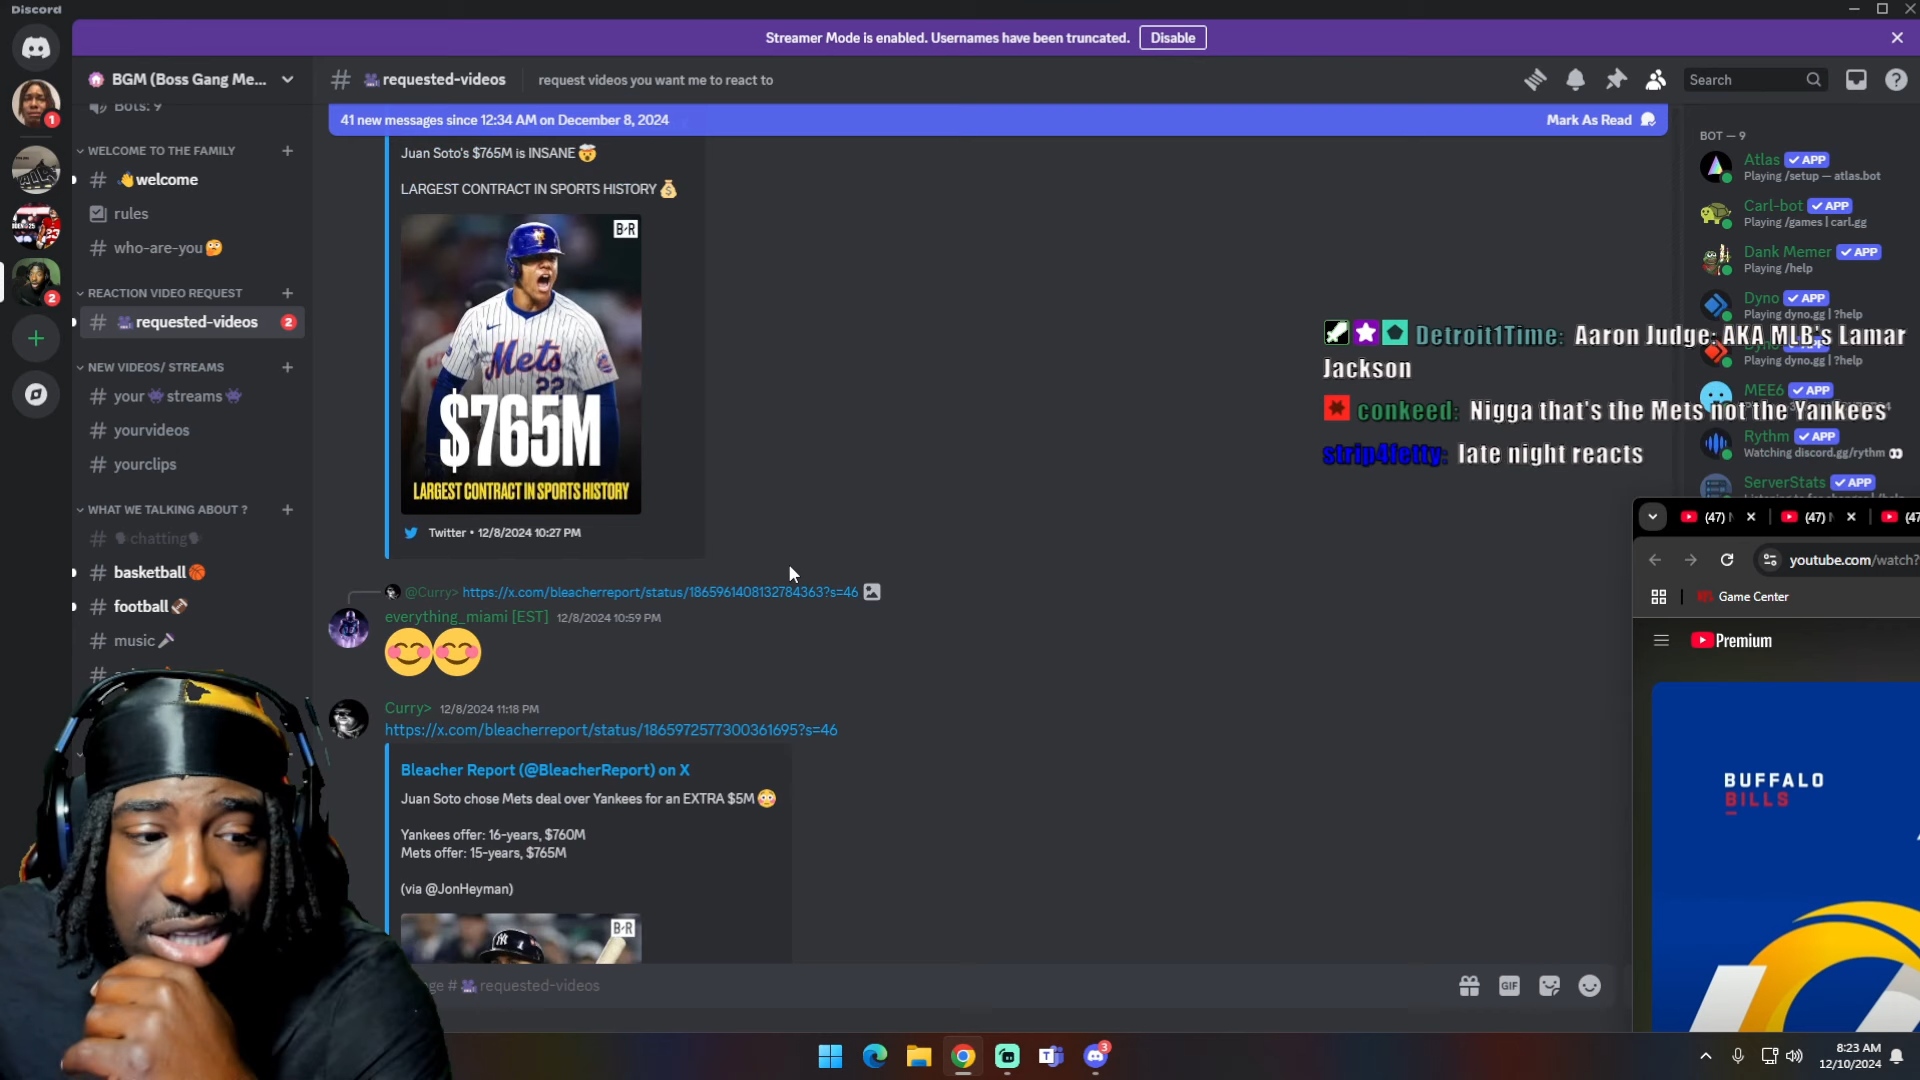 Discord
Streamer Mode is enabled. Usernames have been truncated. Disable
BGM (Boss Gang Me...
requested-videos
request videos you want me to react to
Search
Bots: 9
41 new messages since 12:34 AM on December 8, 2024
Mark As Read
WELCOME TO THE FAMILY
welcome
rules
who-are-you🤔
REACTION VIDEO REQUEST
requested-videos
2
NEW VIDEOS/ STREAMS
your👾streams👾
yourvideos
yourclips
WHAT WE TALKING ABOUT ?
chatting
basketball🏀
football🏈
music🎤
1
2
Juan Soto's $765M is INSANE🤯
LARGEST CONTRACT IN SPORTS HISTORY💰
B/R
Mets
22
$765M
LARGEST CONTRACT IN SPORTS HISTORY
Twitter • 12/8/2024 10:27 PM
@Curry> https://x.com/bleacherreport/status/1865961408132784363?s=46
everything_miami [EST] 12/8/2024 10:59 PM
😊😊
Curry> 12/8/2024 11:18 PM
https://x.com/bleacherreport/status/1865972577300361695?s=46
Bleacher Report (@BleacherReport) on X
Juan Soto chose Mets deal over Yankees for an EXTRA $5M😳
Yankees offer: 16-years, $760M
Mets offer: 15-years, $765M
(via @JonHeyman)
B/R
age # requested-videos
GIF
BOT — 9
Atlas ✓ APP
Playing /setup — atlas.bot
Carl-bot ✓ APP
Playing /games | carl.gg
Dank Memer ✓ APP
Playing /help
Dyno ✓ APP
Playing dyno.gg | ?help
Playing dyno.gg | ?help
MEE6 ✓ APP
Rythm ✓ APP
Watching discord.gg/rythm 👀
ServerStats ✓ APP
Detroit1Time: Aaron Judge: AKA MLB's Lamar
Jackson
conkeed: Nigga that's the Mets not the Yankees
strip4fetty: late night reacts
(47)
(47)
(47
youtube.com/watch?
Game Center
Premium
BUFFALO
BILLS
3
8:23 AM
12/10/2024